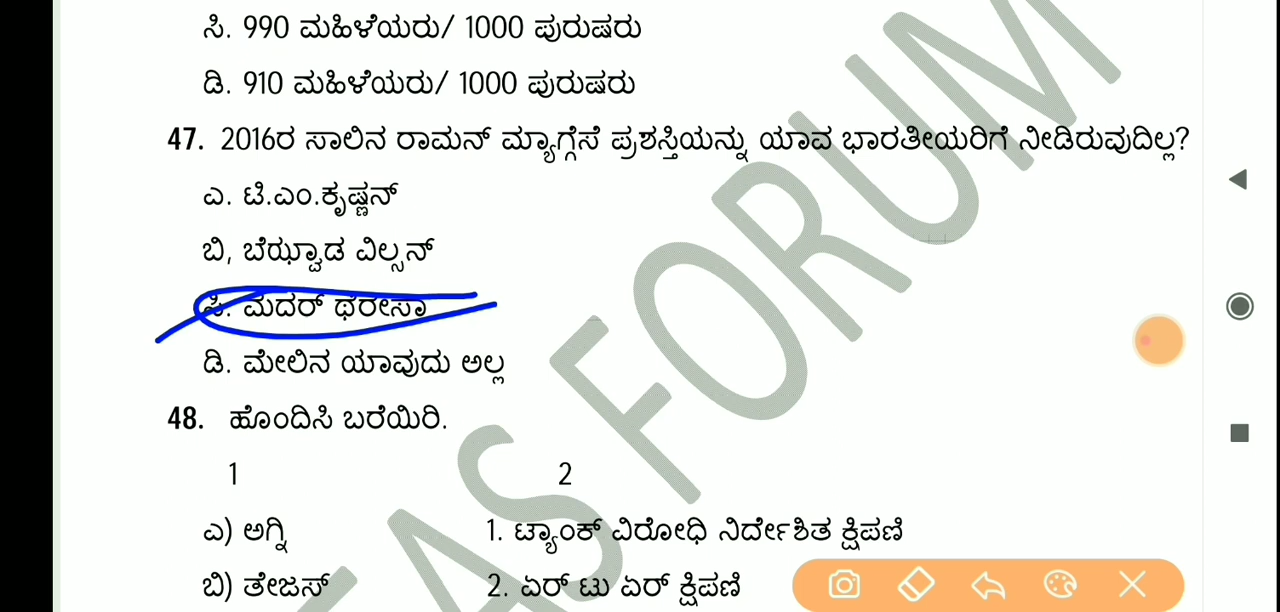 ಸಿ. 990 ಮಹಿಳೆಯರು/ 1000 ಪುರುಷರು
ಡಿ. 910 ಮಹಿಳೆಯರು/ 1000 ಪುರುಷರು
47. 2016ರ ಸಾಲಿನ ರಾಮನ್ ಮ್ಯಾಗ್ಗೆಸೆ ಪ್ರಶಸ್ತಿಯನ್ನು ಯಾವ ಭಾರತೀಯರಿಗೆ ನೀಡಿರುವುದಿಲ್ಲ?
ಎ. ಟಿ.ಎಂ.ಕೃಷ್ಣನ್
ಬಿ, ಬೆಝ್ವಾಡ ವಿಲ್ಸನ್
ಸಿ. ಮದರ್ ಥರೇಸಾ
ಡಿ. ಮೇಲಿನ ಯಾವುದು ಅಲ್ಲ
48. ಹೊಂದಿಸಿ ಬರೆಯಿರಿ.
1 2
ಎ) ಅಗ್ನಿ 1. ಟ್ಯಾಂಕ್ ವಿರೋಧಿ ನಿರ್ದೇಶಿತ ಕ್ಷಿಪಣಿ
ಬಿ) ತೇಜಸ್ 2. ಏರ್ ಟು ಏರ್ ಕ್ಷಿಪಣಿ
EAS FORUM